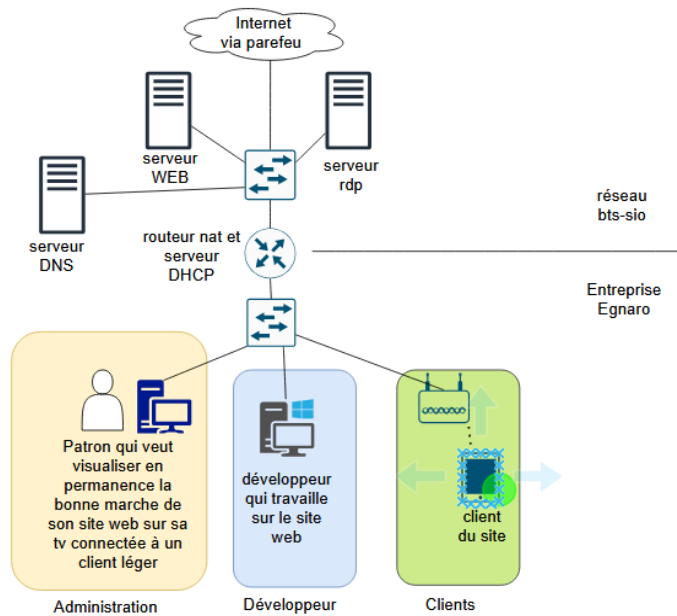 Internet
via parefeu
serveur
WEB
serveur
rdp
serveur
DNS
réseau
bts-sio
routeur nat et
serveur
DHCP
Entreprise
Egnaro
Patron qui veut
visualiser en
permanence la
bonne marche de
son site web sur sa
tv connectée à un
client léger
développeur
qui travaille
sur le site
web
client
du site
Administration
Développeur
Clients